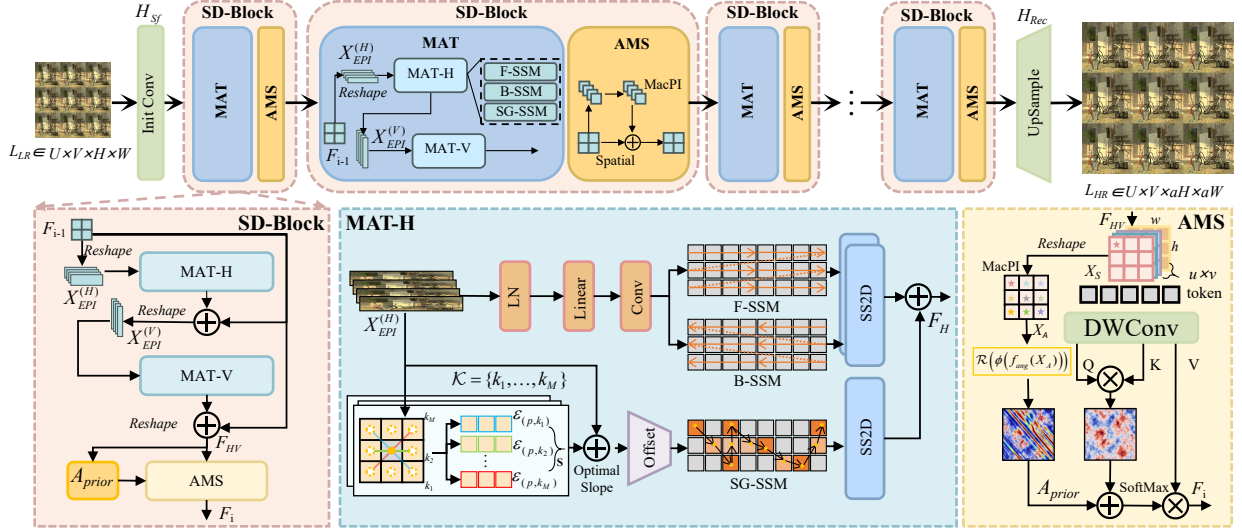 H_Sf
SD-Block
SD-Block
SD-Block
SD-Block
H_Rec
Init Conv
MAT
AMS
MAT
X_EPI^(H)
Reshape
MAT-H
F-SSM
B-SSM
SG-SSM
F_i-1
X_EPI^(V)
MAT-V
AMS
MacPI
Spatial
MAT
AMS
⋮
MAT
AMS
UpSample
L_LR ∈ U×V×H×W
L_HR ∈ U×V×aH×aW
SD-Block
F_i-1
Reshape
MAT-H
X_EPI^(H)
Reshape
X_EPI^(V)
MAT-V
Reshape
F_HV
A_prior
AMS
F_i
MAT-H
X_EPI^(H)
LN
Linear
Conv
F-SSM
B-SSM
SS2D
F_H
K = {k_1,…,k_M}
k_M
k_2
k_1
ε_(p,k_1)
ε_(p,k_2)
⋮
ε_(p,k_M)
s
Optimal
Slope
Offset
SG-SSM
SS2D
AMS
F_HV
w
h
Reshape
MacPI
X_S
u×v
token
X_A
DWConv
R(ϕ(f_ang(X_A)))
Q
K
V
A_prior
SoftMax
F_i